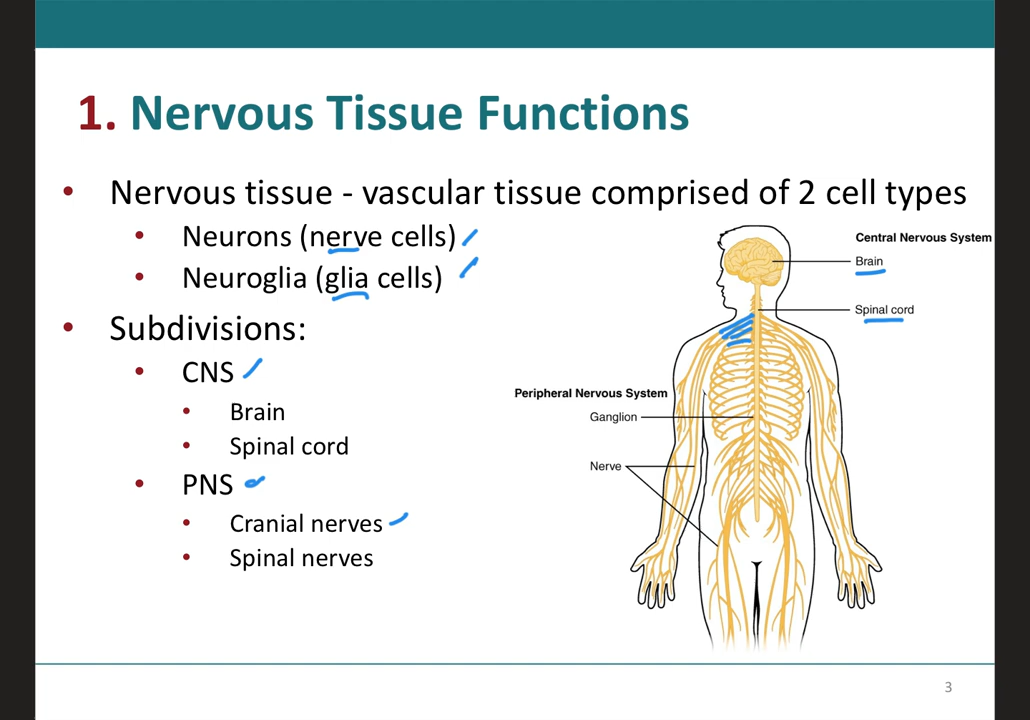 1. Nervous Tissue Functions
• Nervous tissue - vascular tissue comprised of 2 cell types
• Neurons (nerve cells)
• Neuroglia (glia cells)
• Subdivisions:
• CNS
• Brain
• Spinal cord
• PNS
• Cranial nerves
• Spinal nerves
Central Nervous System
Brain
Spinal cord
Peripheral Nervous System
Ganglion
Nerve
3